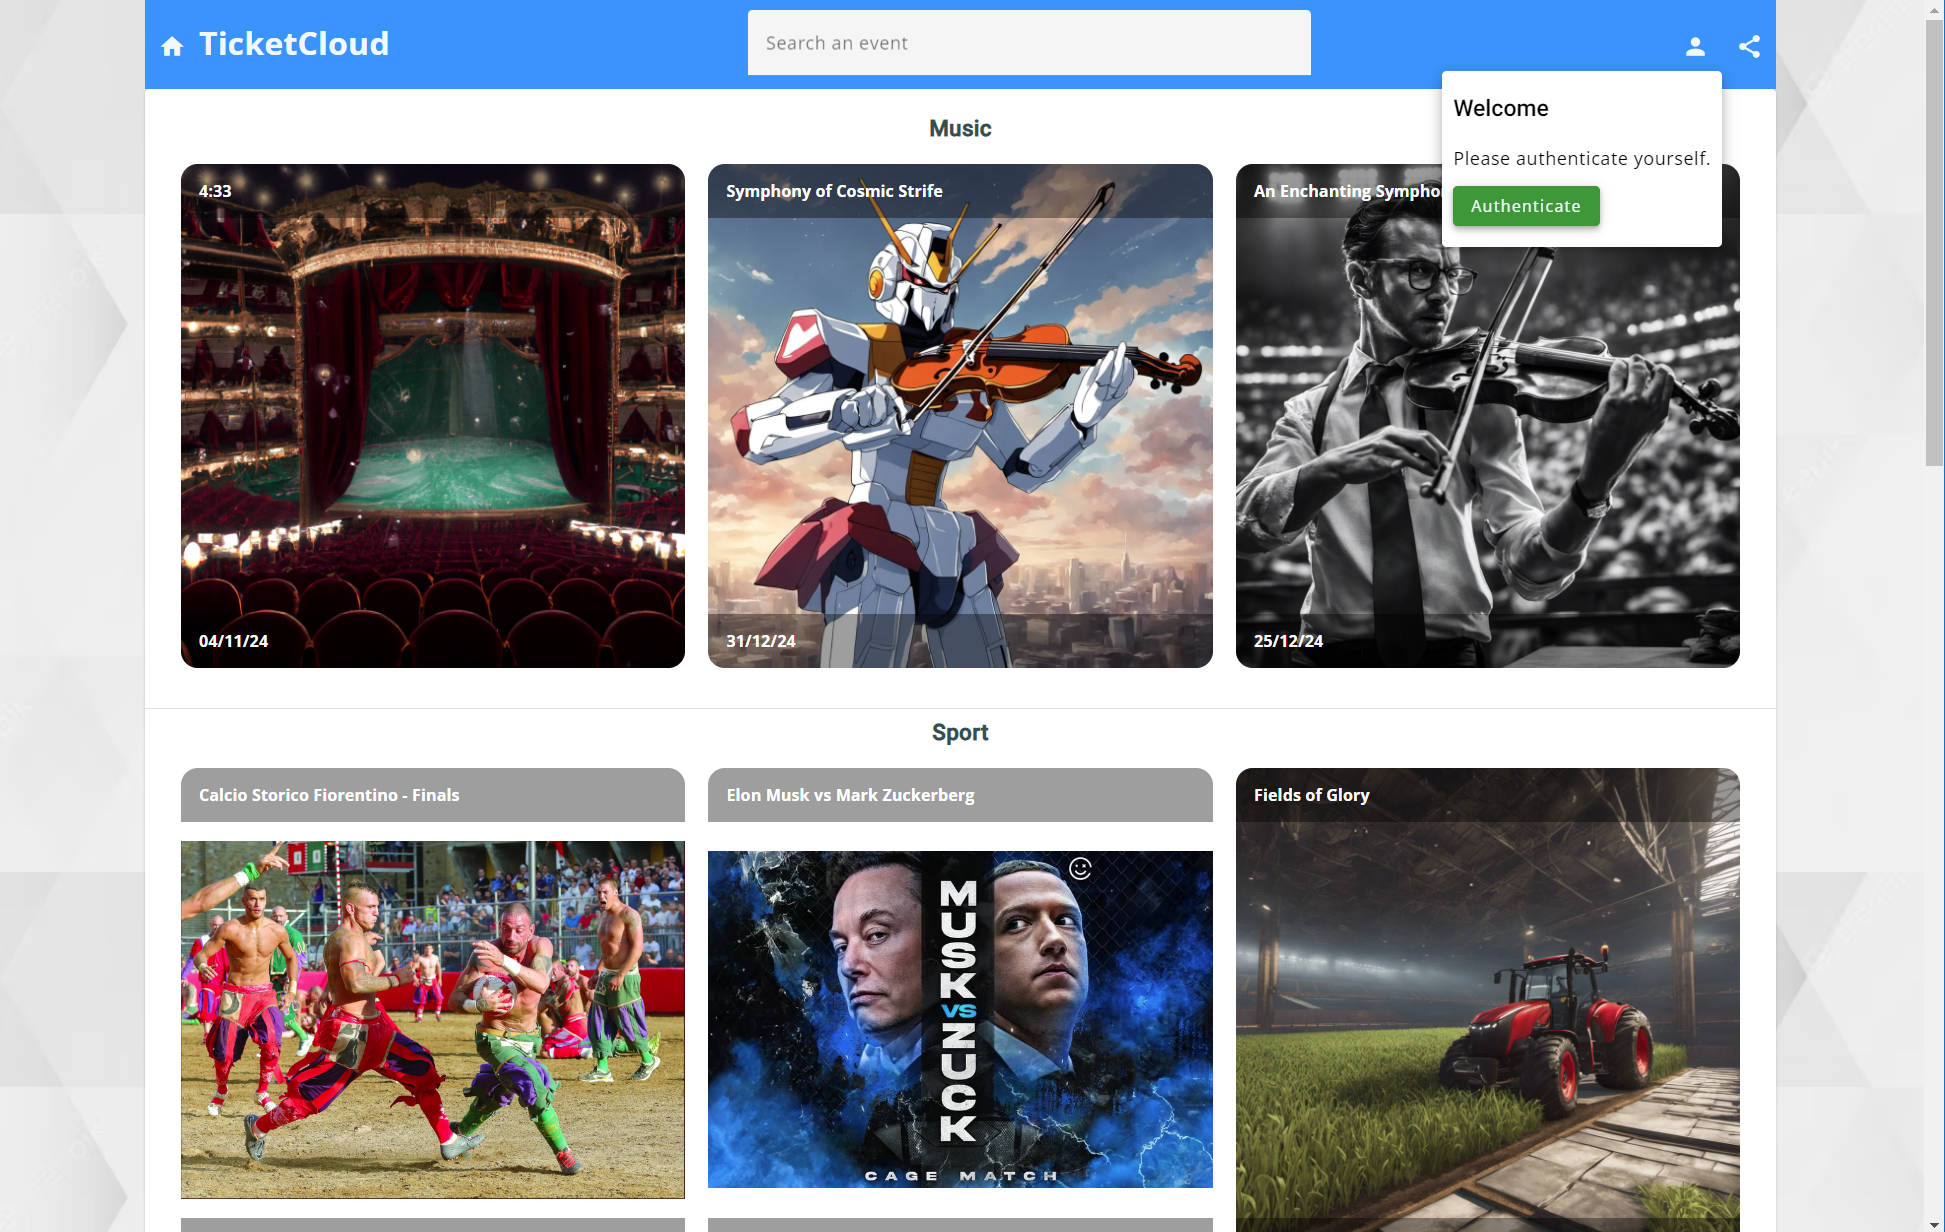 TicketCloud
Search an event
Welcome
Please authenticate yourself.
Authenticate
Music
4:33
04/11/24
Symphony of Cosmic Strife
31/12/24
An Enchanting Sympho
25/12/24
Sport
Calcio Storico Fiorentino - Finals
Elon Musk vs Mark Zuckerberg
MUSK
VS
ZUCK
CAGE MATCH
Fields of Glory